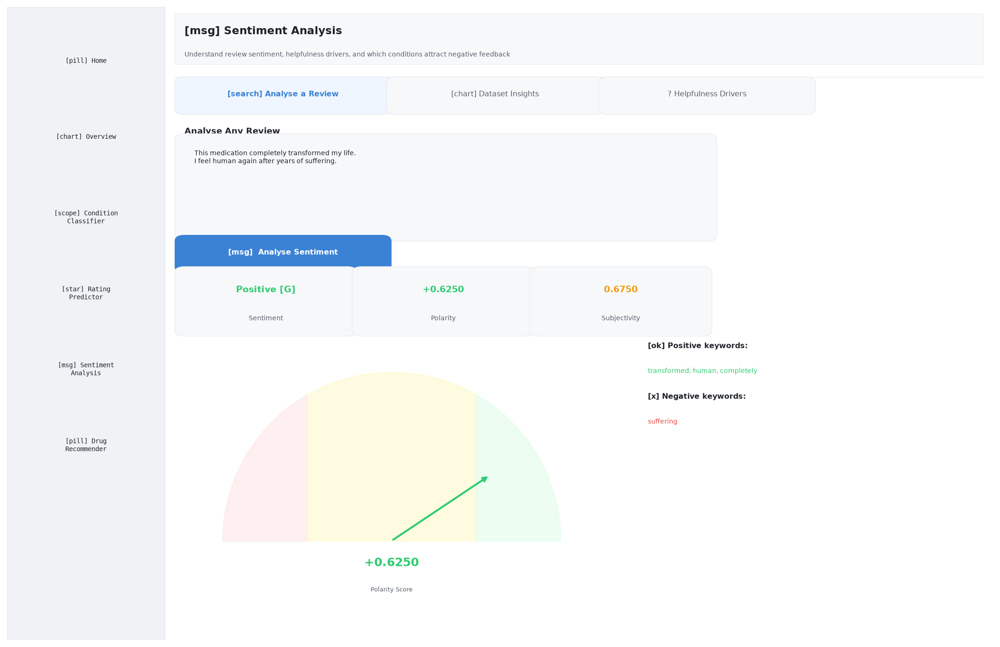 [pill] Home
[chart] Overview
[scope] Condition
Classifier
[star] Rating
Predictor
[msg] Sentiment
Analysis
[pill] Drug
Recommender
[msg] Sentiment Analysis
Understand review sentiment, helpfulness drivers, and which conditions attract negative feedback
[search] Analyse a Review
[chart] Dataset Insights
? Helpfulness Drivers
Analyse Any Review
This medication completely transformed my life.
I feel human again after years of suffering.
[msg]  Analyse Sentiment
Positive [G]
Sentiment
+0.6250
Polarity
0.6750
Subjectivity
[ok] Positive keywords:
transformed, human, completely
[x] Negative keywords:
suffering
+0.6250
Polarity Score